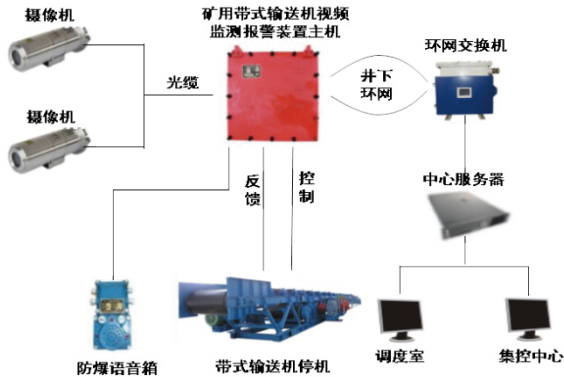 摄像机
矿用带式输送机视频
监测报警装置主机
环网交换机
光缆
井下
环网
摄像机
反馈
控制
中心服务器
防爆语音箱
带式输送机停机
调度室
集控中心